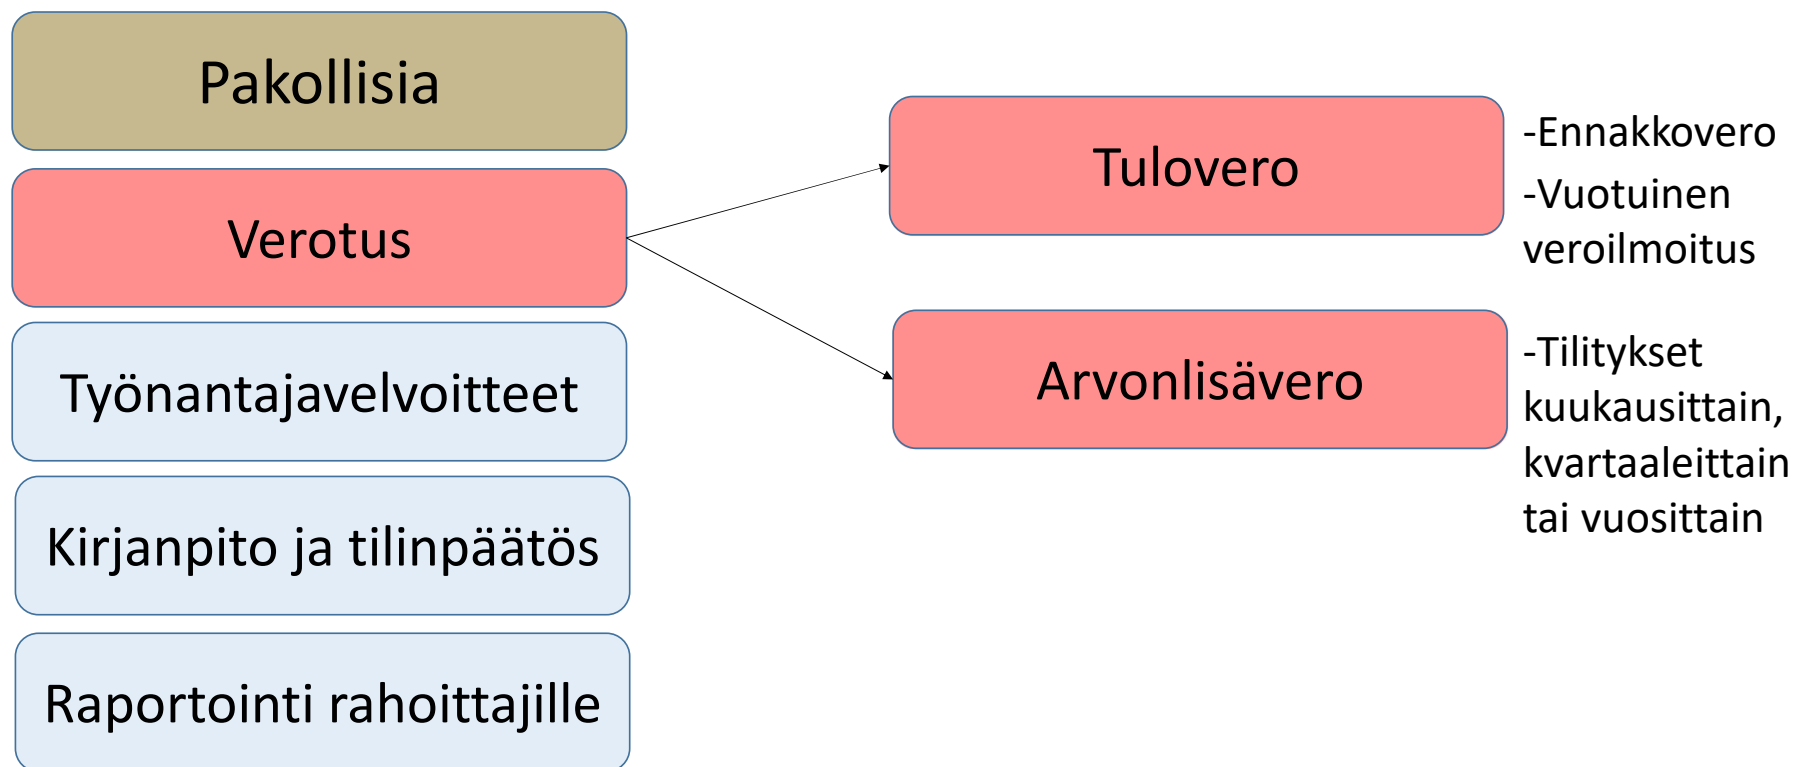 Pakollisia
Verotus
Työnantajavelvoitteet
Kirjanpito ja tilinpäätös
Raportointi rahoittajille
Tulovero
-Ennakkovero
-Vuotuinen
veroilmoitus
Arvonlisävero
-Tilitykset
kuukausittain,
kvartaaleittain
tai vuosittain